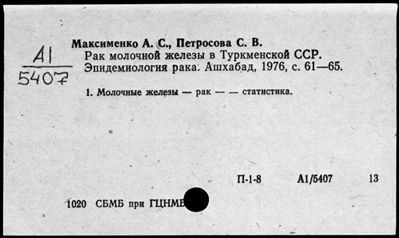 Максименко А. С., Петросова С. В.
А1
5407
Рак молочной железы в Туркменской ССР.
Эпидемиология рака. Ашхабад, 1976, с. 61—65.
1. Молочные железы — рак — — статистика.
П-1-8 А1/5407 13
1020 СБМБ при ГЦНМБ